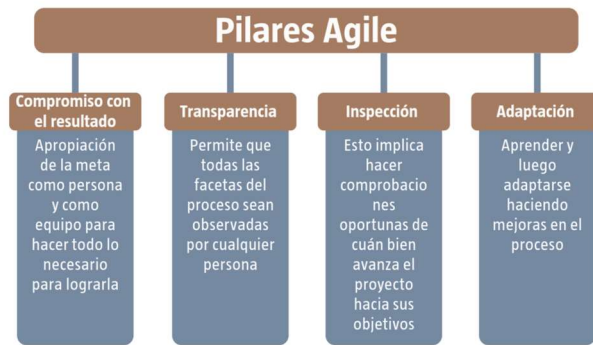 Pilares Agile
Compromiso con
el resultado
Apropiación
de la meta
como persona
y como
equipo para
hacer todo lo
necesario
para lograrla
Transparencia
Permite que
todas las
facetas del
proceso sean
observadas
por cualquier
persona
Inspección
Esto implica
hacer
comprobacio
nes
oportunas de
cuán bien
avanza el
proyecto
hacia sus
objetivos
Adaptación
Aprender y
luego
adaptarse
haciendo
mejoras en el
proceso